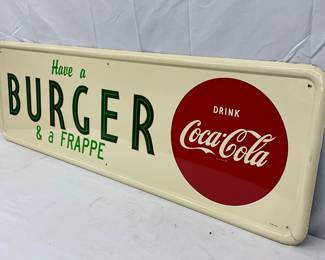 Have a
BURGER
& a FRAPPE
DRINK
Coca-Cola